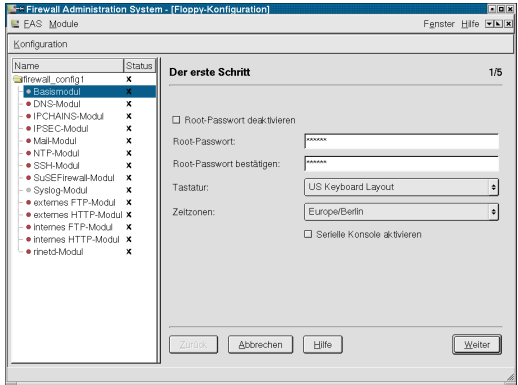 Firewall Administration System - [Floppy-Konfiguration]
FAS Module Fenster Hilfe
Konfiguration
Name Status
firewall_config1 x
Basismodul x
DNS-Modul x
IPCHAINS-Modul x
IPSEC-Modul x
Mail-Modul x
NTP-Modul x
SSH-Modul x
SuSEFirewall-Modul x
Syslog-Modul x
externes FTP-Modul x
externes HTTP-Modul x
internes FTP-Modul x
internes HTTP-Modul x
rinetd-Modul x
Der erste Schritt 1/5
Root-Passwort deaktivieren
Root-Passwort: ******
Root-Passwort bestätigen: ******
Tastatur: US Keyboard Layout
Zeitzonen: Europe/Berlin
Serielle Konsole aktivieren
Zurück Abbrechen Hilfe Weiter